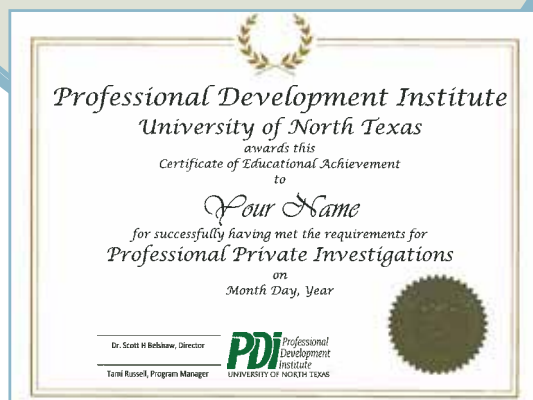 Professional Development Institute
University of North Texas
awards this
Certificate of Educational Achievement
to
Your Name
for successfully having met the requirements for
Professional Private Investigations
on
Month Day, Year
Dr. Scott H Belshaw, Director
Tami Russell, Program Manager
PDI Professional
Development
Institute
UNIVERSITY OF NORTH TEXAS